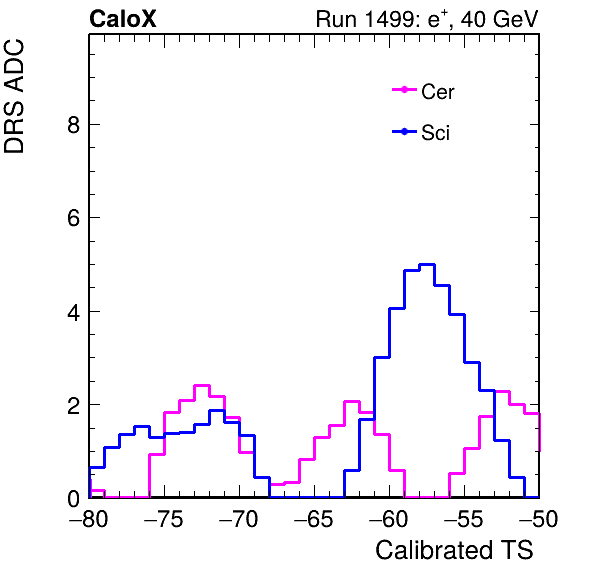 CaloX Run 1499: e⁺, 40 GeV
DRS ADC
Cer
Sci
8
6
4
2
0
−80 −75 −70 −65 −60 −55 −50
Calibrated TS